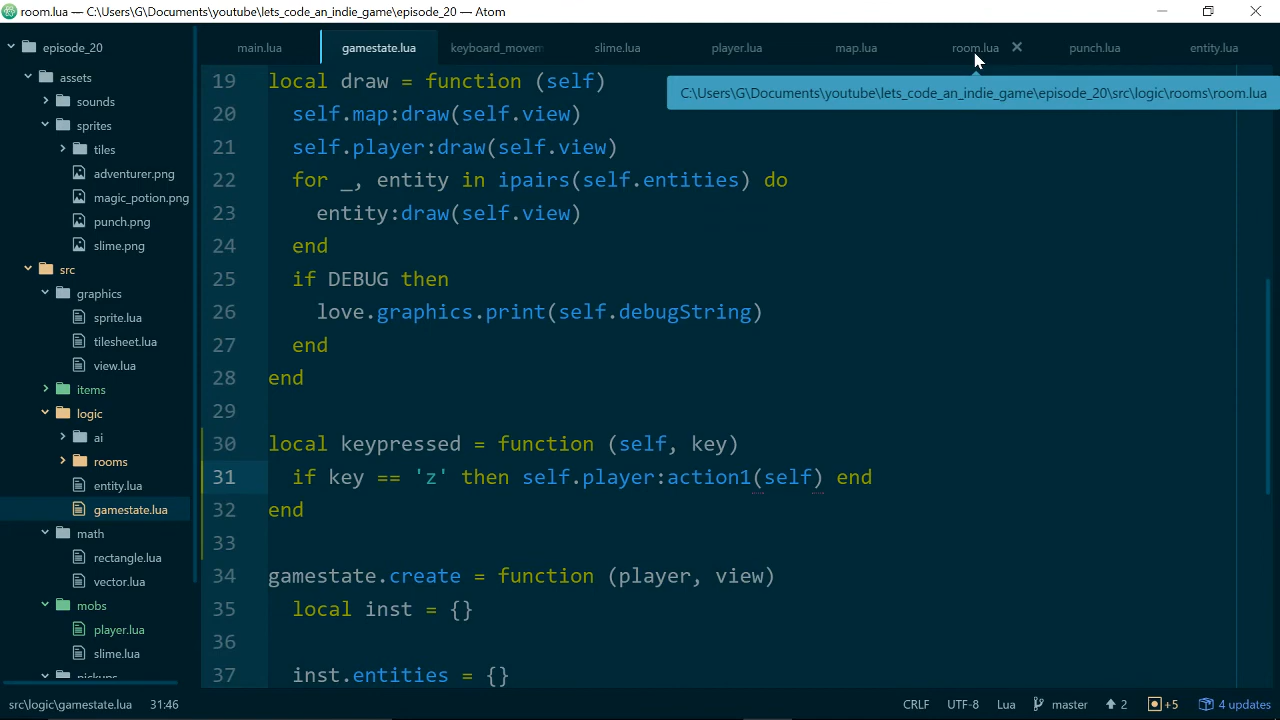 room.lua — C:\Users\G\Documents\youtube\lets_code_an_indie_game\episode_20 — Atom
episode_20
assets
sounds
sprites
tiles
adventurer.png
magic_potion.png
punch.png
slime.png
src
graphics
sprite.lua
tilesheet.lua
view.lua
items
logic
ai
rooms
entity.lua
gamestate.lua
math
rectangle.lua
vector.lua
mobs
player.lua
slime.lua
pickups
main.lua gamestate.lua keyboard_movem slime.lua player.lua map.lua room.lua punch.lua entity.lua
C:\Users\G\Documents\youtube\lets_code_an_indie_game\episode_20\src\logic\rooms\room.lua
19 local draw = function (self)
20 self.map:draw(self.view)
21 self.player:draw(self.view)
22 for _, entity in ipairs(self.entities) do
23 entity:draw(self.view)
24 end
25 if DEBUG then
26 love.graphics.print(self.debugString)
27 end
28 end
29
30 local keypressed = function (self, key)
31 if key == 'z' then self.player:action1(self) end
32 end
33
34 gamestate.create = function (player, view)
35 local inst = {}
36
37 inst.entities = {}
src\logic\gamestate.lua 31:46 CRLF UTF-8 Lua master 2 +5 4 updates